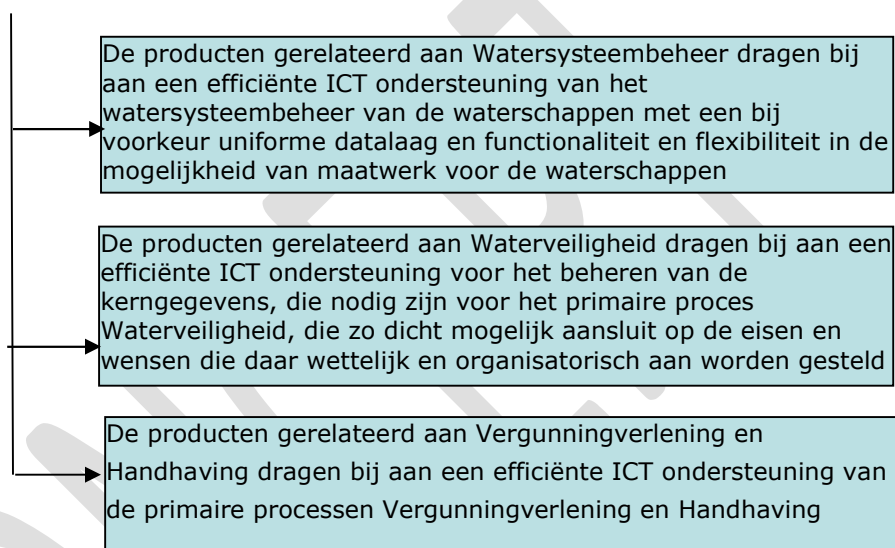 De producten gerelateerd aan Watersysteembeheer dragen bij
aan een efficiënte ICT ondersteuning van het
watersysteembeheer van de waterschappen met een bij
voorkeur uniforme datalaag en functionaliteit en flexibiliteit in de
mogelijkheid van maatwerk voor de waterschappen
De producten gerelateerd aan Waterveiligheid dragen bij aan een
efficiënte ICT ondersteuning voor het beheren van de
kerngegevens, die nodig zijn voor het primaire proces
Waterveiligheid, die zo dicht mogelijk aansluit op de eisen en
wensen die daar wettelijk en organisatorisch aan worden gesteld
De producten gerelateerd aan Vergunningverlening en
Handhaving dragen bij aan een efficiënte ICT ondersteuning van
de primaire processen Vergunningverlening en Handhaving